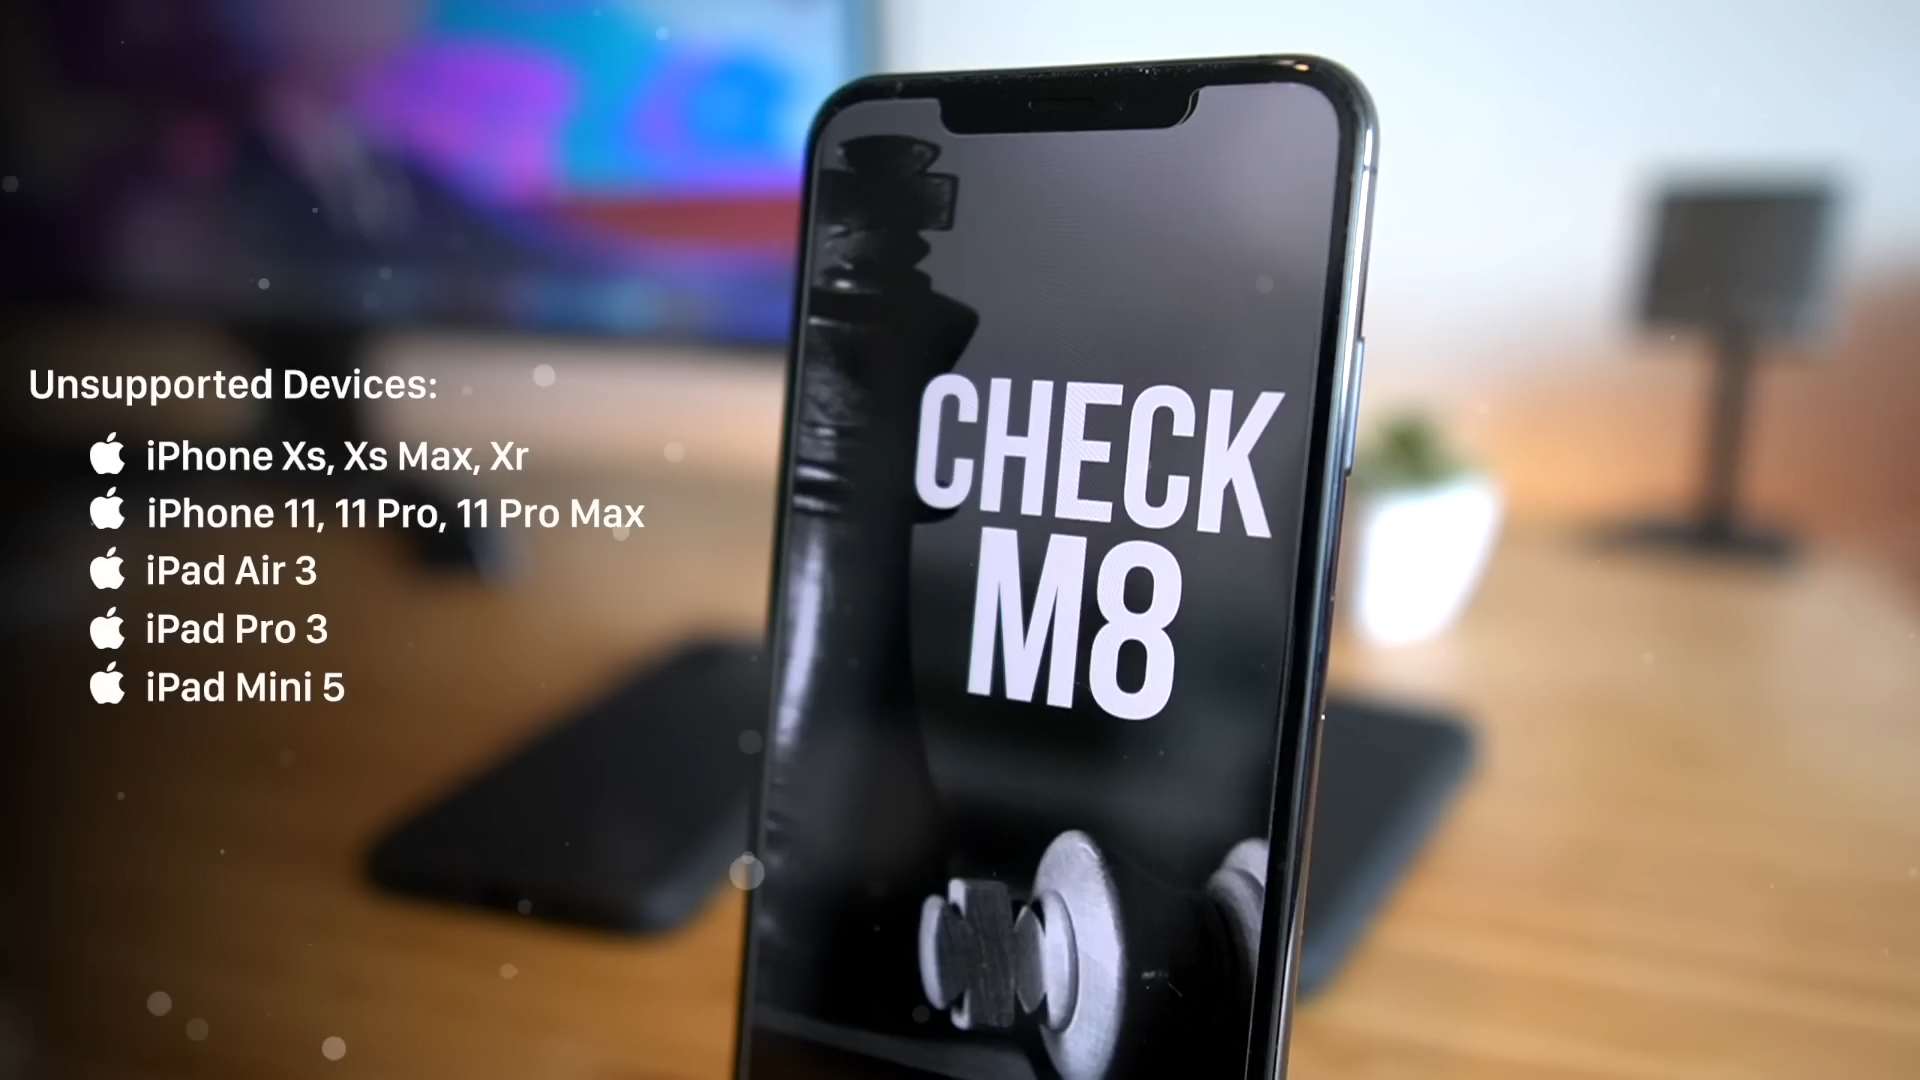 Unsupported Devices:
iPhone Xs, Xs Max, Xr
iPhone 11, 11 Pro, 11 Pro Max
iPad Air 3
iPad Pro 3
iPad Mini 5
CHECK
M8